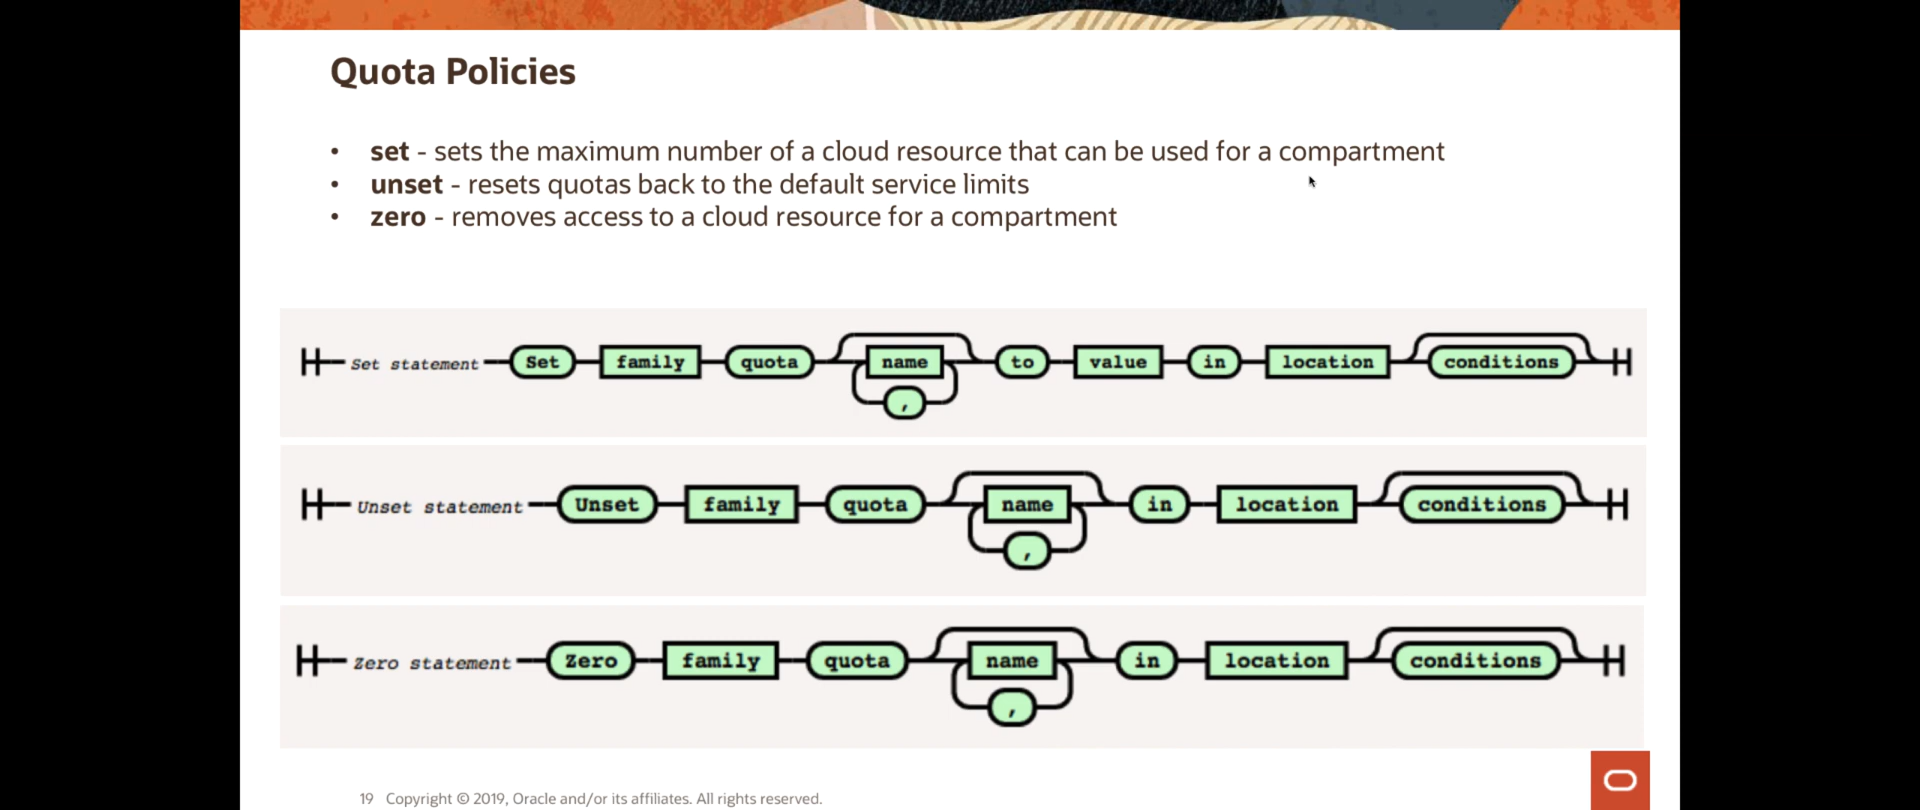 Quota Policies
• set - sets the maximum number of a cloud resource that can be used for a compartment
• unset - resets quotas back to the default service limits
• zero - removes access to a cloud resource for a compartment
Set statement Set family quota name to value in location conditions
,
Unset statement Unset family quota name in location conditions
,
Zero statement Zero family quota name in location conditions
,
19 Copyright © 2019, Oracle and/or its affiliates. All rights reserved.